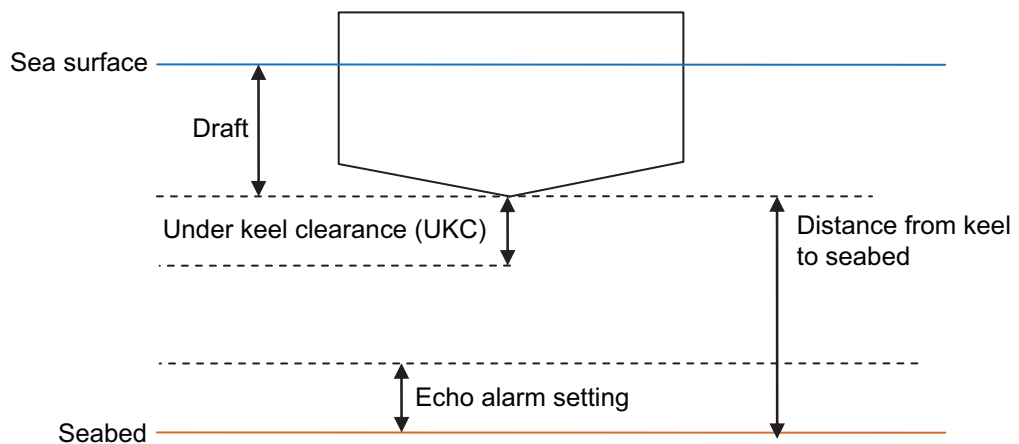 Sea surface
Draft
Under keel clearance (UKC)
Distance from keel
to seabed
Echo alarm setting
Seabed